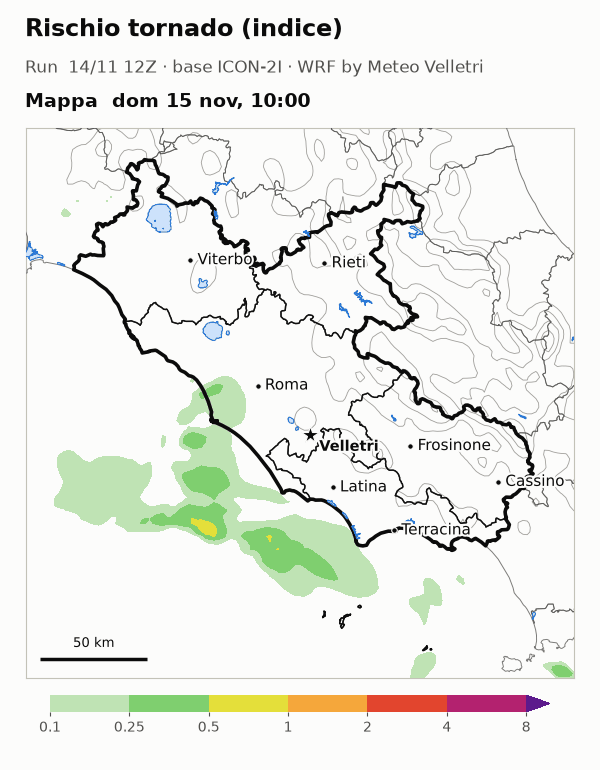 Rischio tornado (indice)
Run  14/11 12Z · base ICON-2I · WRF by Meteo Velletri
Mappa  dom 15 nov, 10:00
Viterbo
Rieti
Roma
Velletri
Frosinone
Latina
Cassino
Terracina
50 km
0.1 0.25 0.5 1 2 4 8